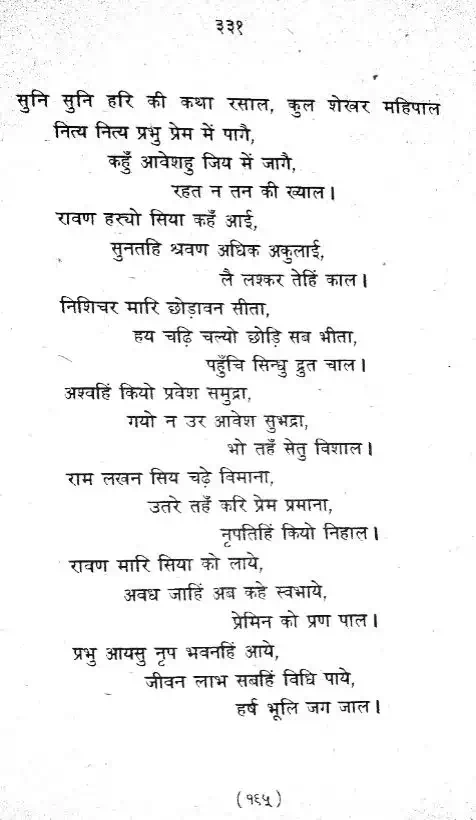 ३३१
सुनि सुनि हरि की कथा रसाल, कुल शेखर महिपाल
नित्य नित्य प्रभु प्रेम में पागै,
कहुँ आवेशहु जिय में जागै,
रहत न तन की ख्याल।
रावण हर्‍यो सिया कहँ आई,
सुनतहि श्रवण अधिक अकुलाई,
लै लश्कर तेहिं काल।
निशिचर मारि छोड़ावन सीता,
हय चढ़ि चल्यो छोड़ि सब भीता,
पहुँचि सिन्धु द्रुत चाल।
अश्वहिं कियो प्रवेश समुद्रा,
गयो न उर आवेश सुभद्रा,
भो तहँ सेतु विशाल।
राम लखन सिय चढ़े विमाना,
उतरे तहँ करि प्रेम प्रमाना,
नृपतिहिं कियो निहाल।
रावण मारि सिया को लाये,
अवध जाहिं अब कहे स्वभाये,
प्रेमिन को प्रण पाल।
प्रभु आयसु नृप भवनहिं आये,
जीवन लाभ सबहिं विधि पाये,
हर्ष भूलि जग जाल।
(१६५)